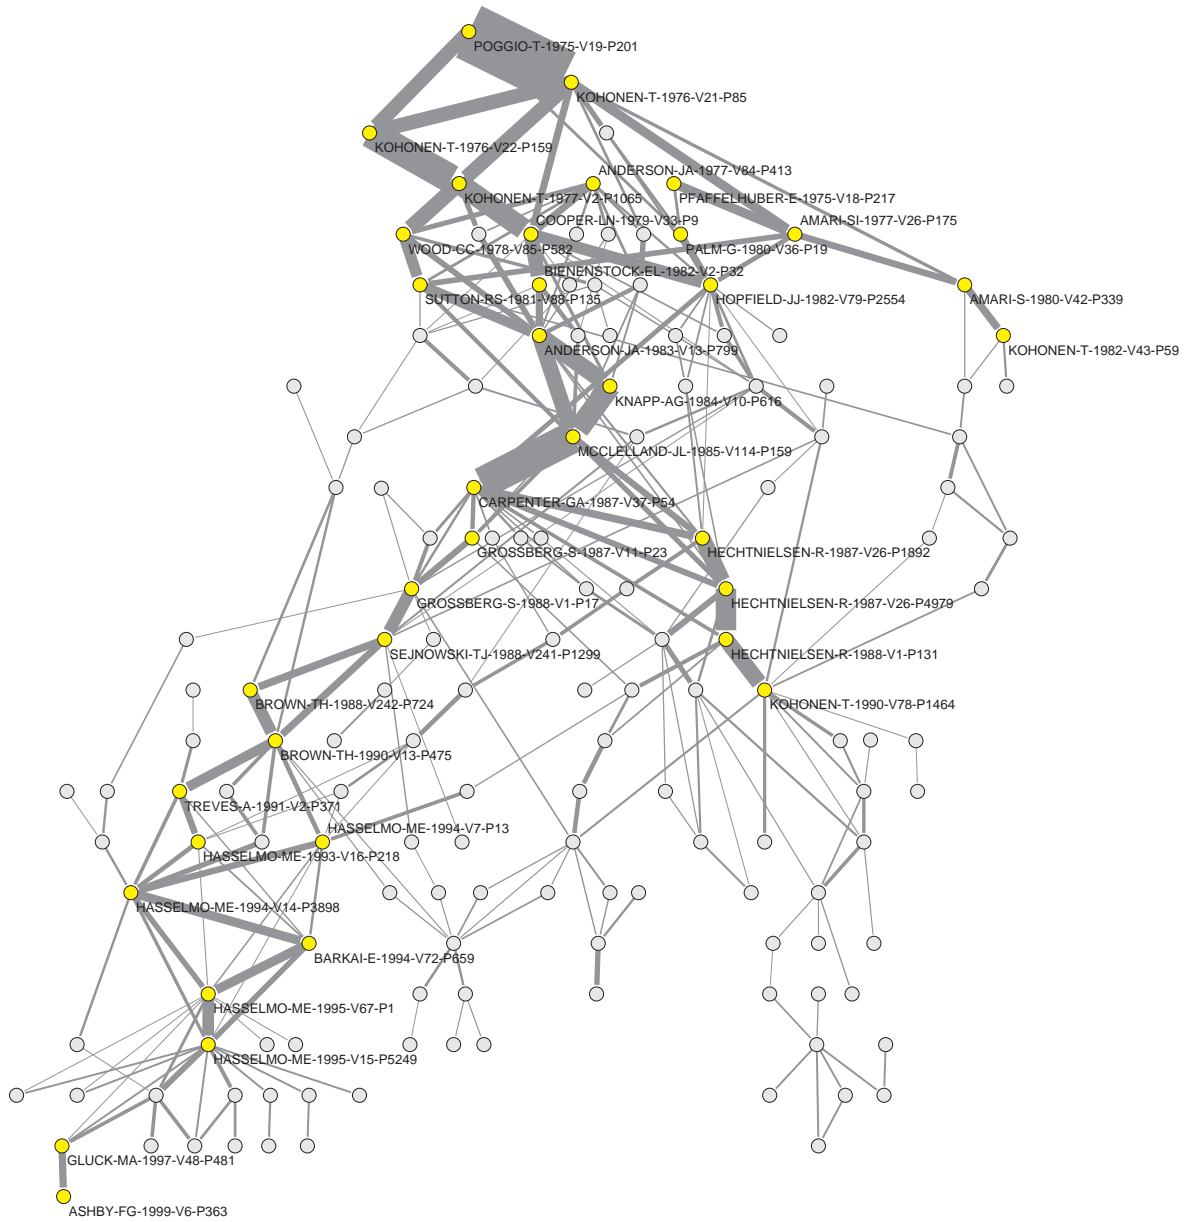 POGGIO-T-1975-V19-P201
KOHONEN-T-1976-V21-P85
KOHONEN-T-1976-V22-P159
ANDERSON-JA-1977-V84-P413
KOHONEN-T-1977-V2-P1065
PFAFFELHUBER-E-1975-V18-P217
COOPER-LN-1979-V33-P9
AMARI-SI-1977-V26-P175
WOOD-CC-1978-V85-P582
PALM-G-1980-V36-P19
BIENENSTOCK-EL-1982-V2-P32
SUTTON-RS-1981-V88-P135
HOPFIELD-JJ-1982-V79-P2554
AMARI-S-1980-V42-P339
ANDERSON-JA-1983-V13-P799
KOHONEN-T-1982-V43-P59
KNAPP-AG-1984-V10-P616
MCCLELLAND-JL-1985-V114-P159
CARPENTER-GA-1987-V37-P54
GROSSBERG-S-1987-V11-P23
HECHTNIELSEN-R-1987-V26-P1892
GROSSBERG-S-1988-V1-P17
HECHTNIELSEN-R-1987-V26-P4979
SEJNOWSKI-TJ-1988-V241-P1299
HECHTNIELSEN-R-1988-V1-P131
BROWN-TH-1988-V242-P724
KOHONEN-T-1990-V78-P1464
BROWN-TH-1990-V13-P475
TREVES-A-1991-V2-P371
HASSELMO-ME-1994-V7-P13
HASSELMO-ME-1993-V16-P218
HASSELMO-ME-1994-V14-P3898
BARKAI-E-1994-V72-P659
HASSELMO-ME-1995-V67-P1
HASSELMO-ME-1995-V15-P5249
GLUCK-MA-1997-V48-P481
ASHBY-FG-1999-V6-P363